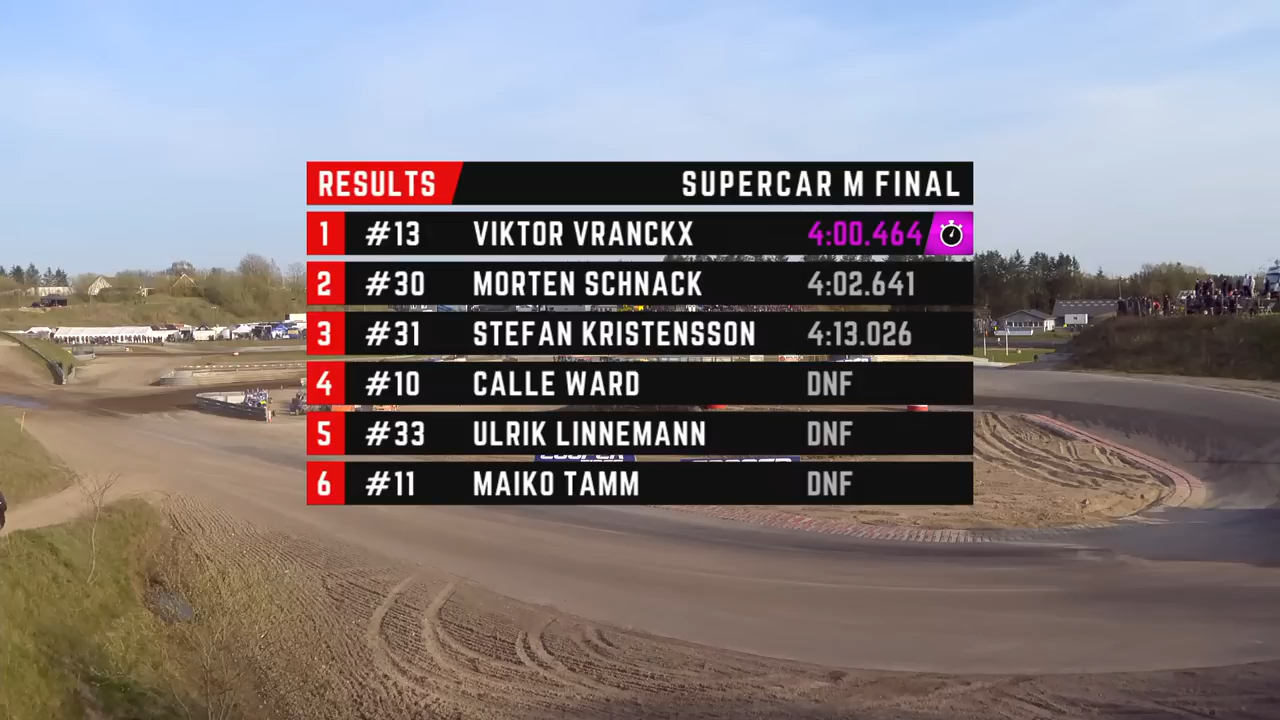 RESULTS SUPERCAR M FINAL
1 #13 VIKTOR VRANCKX 4:00.464
2 #30 MORTEN SCHNACK 4:02.641
3 #31 STEFAN KRISTENSSON 4:13.026
4 #10 CALLE WARD DNF
5 #33 ULRIK LINNEMANN DNF
6 #11 MAIKO TAMM DNF